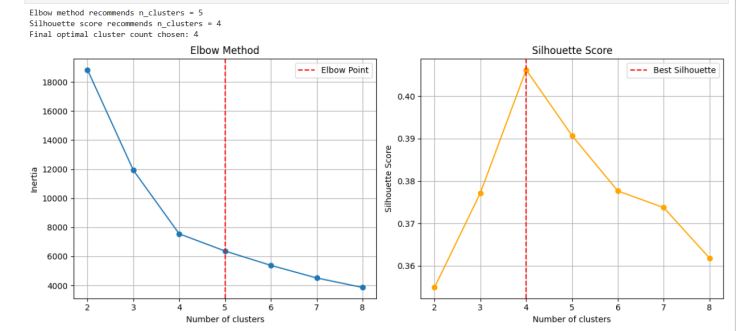 Elbow method recommends n_clusters = 5
Silhouette score recommends n_clusters = 4
Final optimal cluster count chosen: 4
Elbow Method
Elbow Point
18000
16000
14000
12000
10000
8000
6000
4000
Inertia
2 3 4 5 6 7 8
Number of clusters
Silhouette Score
Best Silhouette
0.40
0.39
0.38
0.37
0.36
Silhouette Score
2 3 4 5 6 7 8
Number of clusters